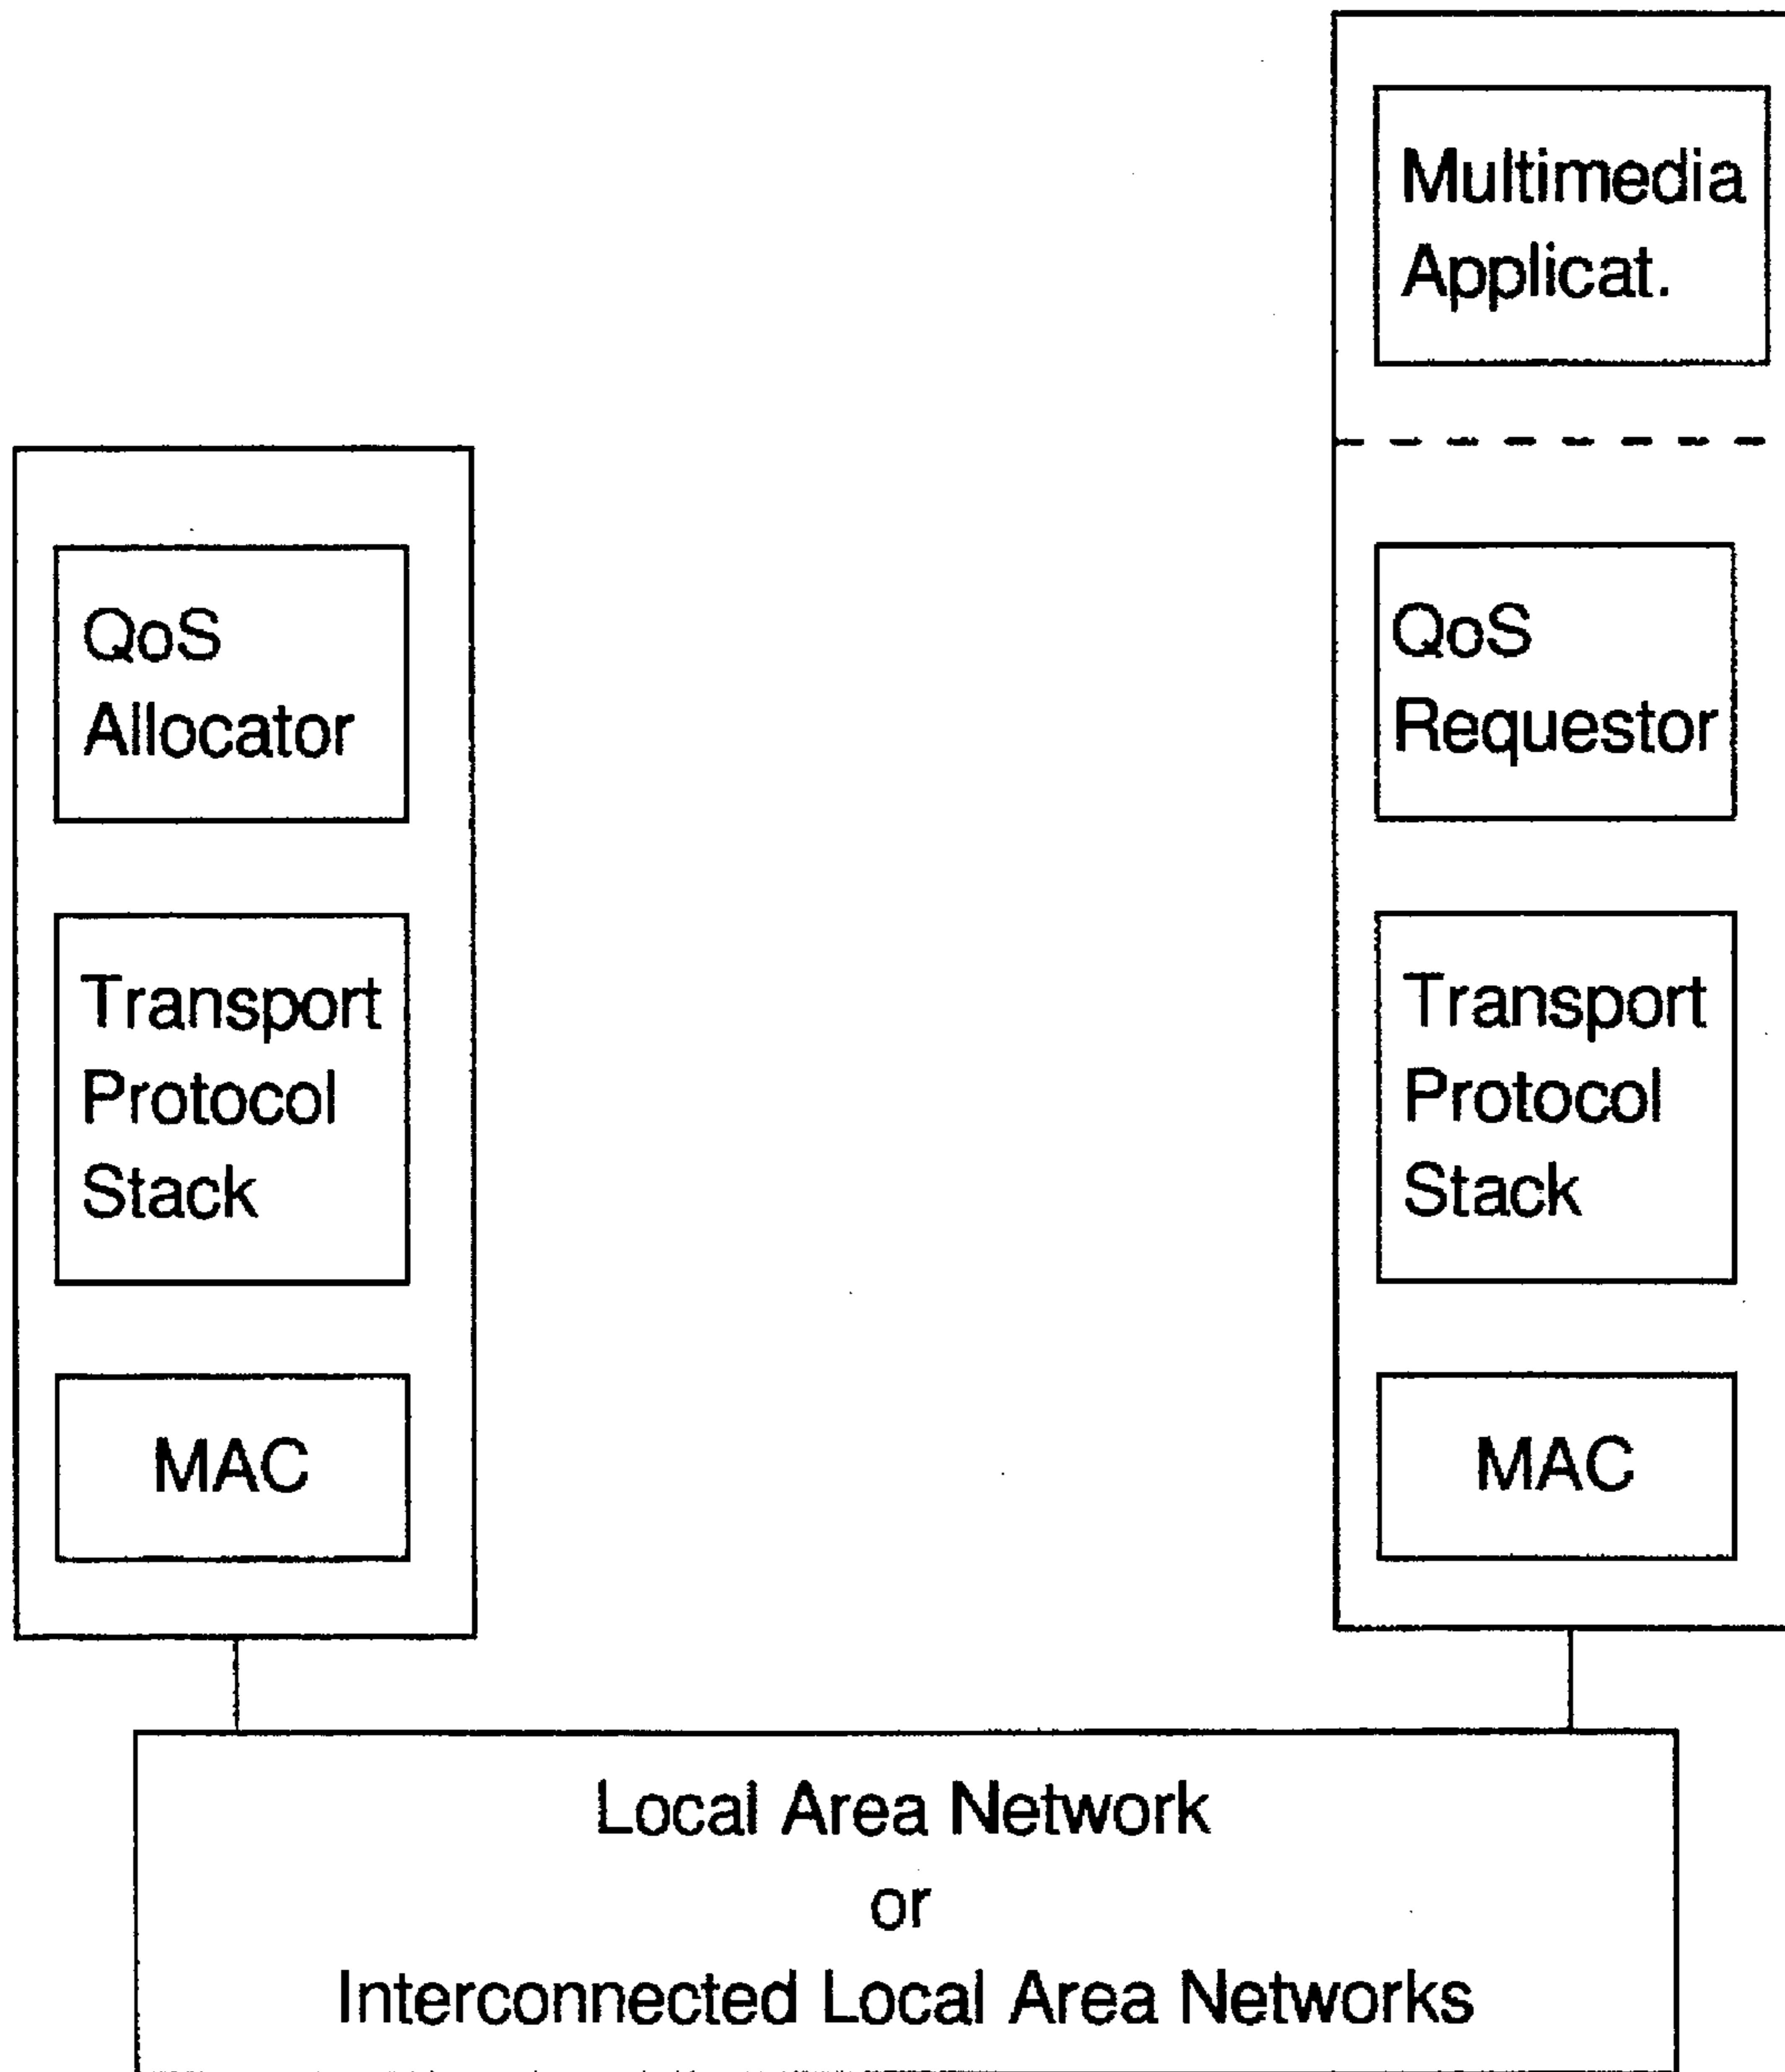 Multimedia
Applicat.
QoS
Allocator
QoS
Requestor
Transport
Protocol
Stack
Transport
Protocol
Stack
MAC
MAC
Local Area Network
or
Interconnected Local Area Networks